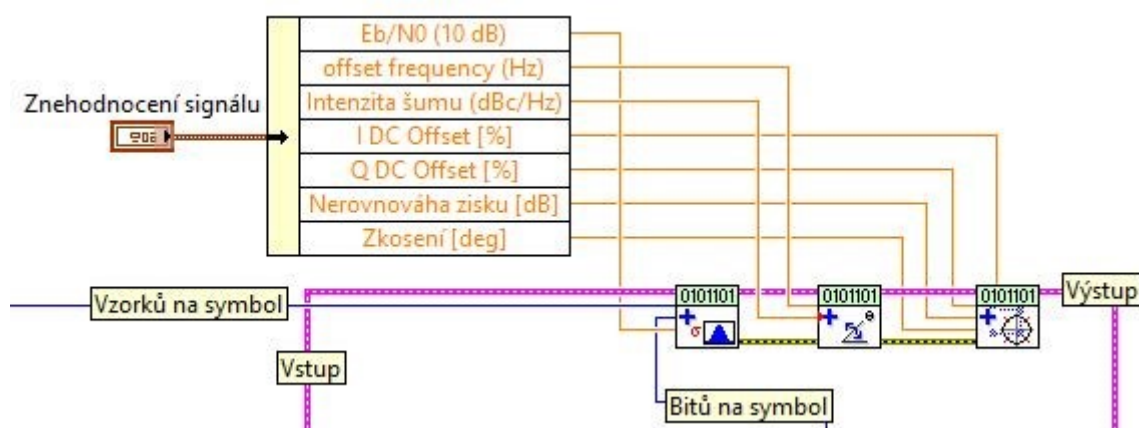 Eb/N0 (10 dB)
offset frequency (Hz)
Znehodnocení signálu
Intenzita šumu (dBc/Hz)
I DC Offset [%]
Q DC Offset [%]
Nerovnováha zisku [dB]
Zkosení [deg]
Vzorků na symbol
0101101
0101101
0101101
Výstup
σ
Vstup
Bitů na symbol